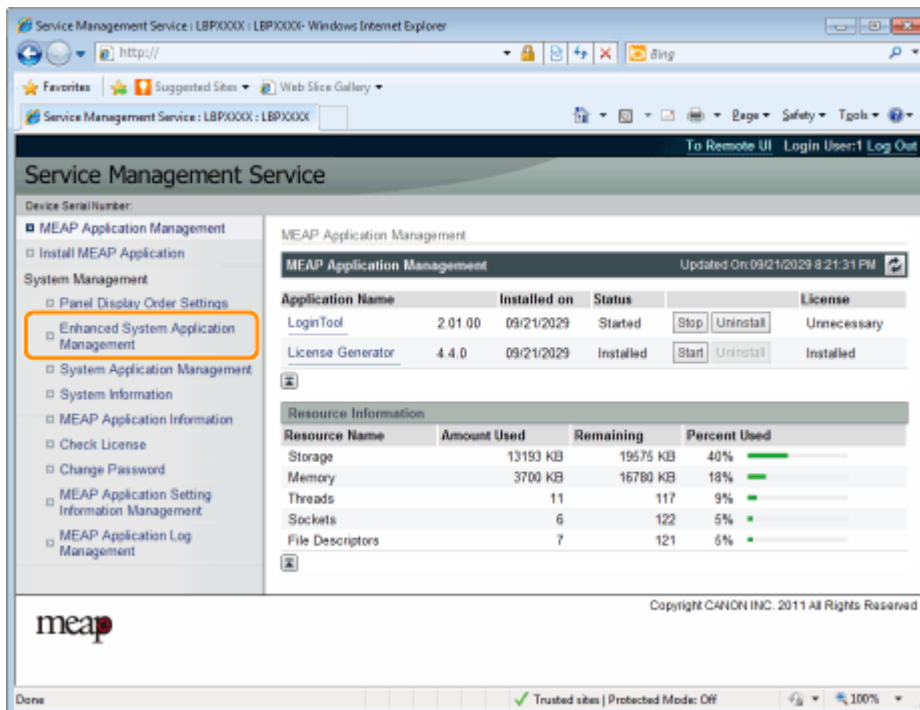 Service Management Service : LBPXXXX : LBPXXXX- Windows Internet Explorer
http://
Bing
Favorites Suggested Sites Web Slice Gallery
Service Management Service : LBPXXXX : LBPXXXX Page Safety Tools
To Remote UI Login User:1 Log Out
Service Management Service
Device Serial Number:
MEAP Application Management
Install MEAP Application
System Management
Panel Display Order Settings
Enhanced System Application
Management
System Application Management
System Information
MEAP Application Information
Check License
Change Password
MEAP Application Setting
Information Management
MEAP Application Log
Management
MEAP Application Management
MEAP Application Management Updated On:09/21/2029 8:21:31 PM
Application Name Installed on Status License
LoginTool 2.01.00 09/21/2029 Started Stop Uninstall Unnecessary
License Generator 4.4.0 09/21/2029 Installed Start Uninstall Installed
Resource Information
Resource Name Amount Used Remaining Percent Used
Storage 13193 KB 19575 KB 40%
Memory 3700 KB 16780 KB 18%
Threads 11 117 9%
Sockets 6 122 5%
File Descriptors 7 121 6%
Copyright CANON INC. 2011 All Rights Reserved
meap
Done Trusted sites | Protected Mode: Off 100%